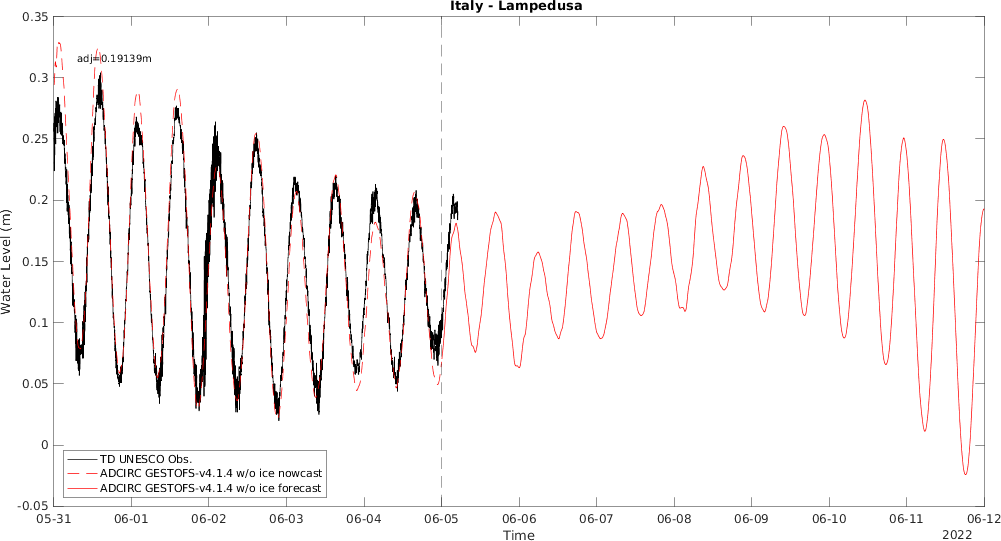 Italy - Lampedusa
0.35
0.3
0.25
0.2
0.15
0.1
0.05
0
-0.05
Water Level (m)
adj=0.19139m
TD UNESCO Obs.
ADCIRC GESTOFS-v4.1.4 w/o ice nowcast
ADCIRC GESTOFS-v4.1.4 w/o ice forecast
05-31 06-01 06-02 06-03 06-04 06-05 06-06 06-07 06-08 06-09 06-10 06-11 06-12
Time
2022